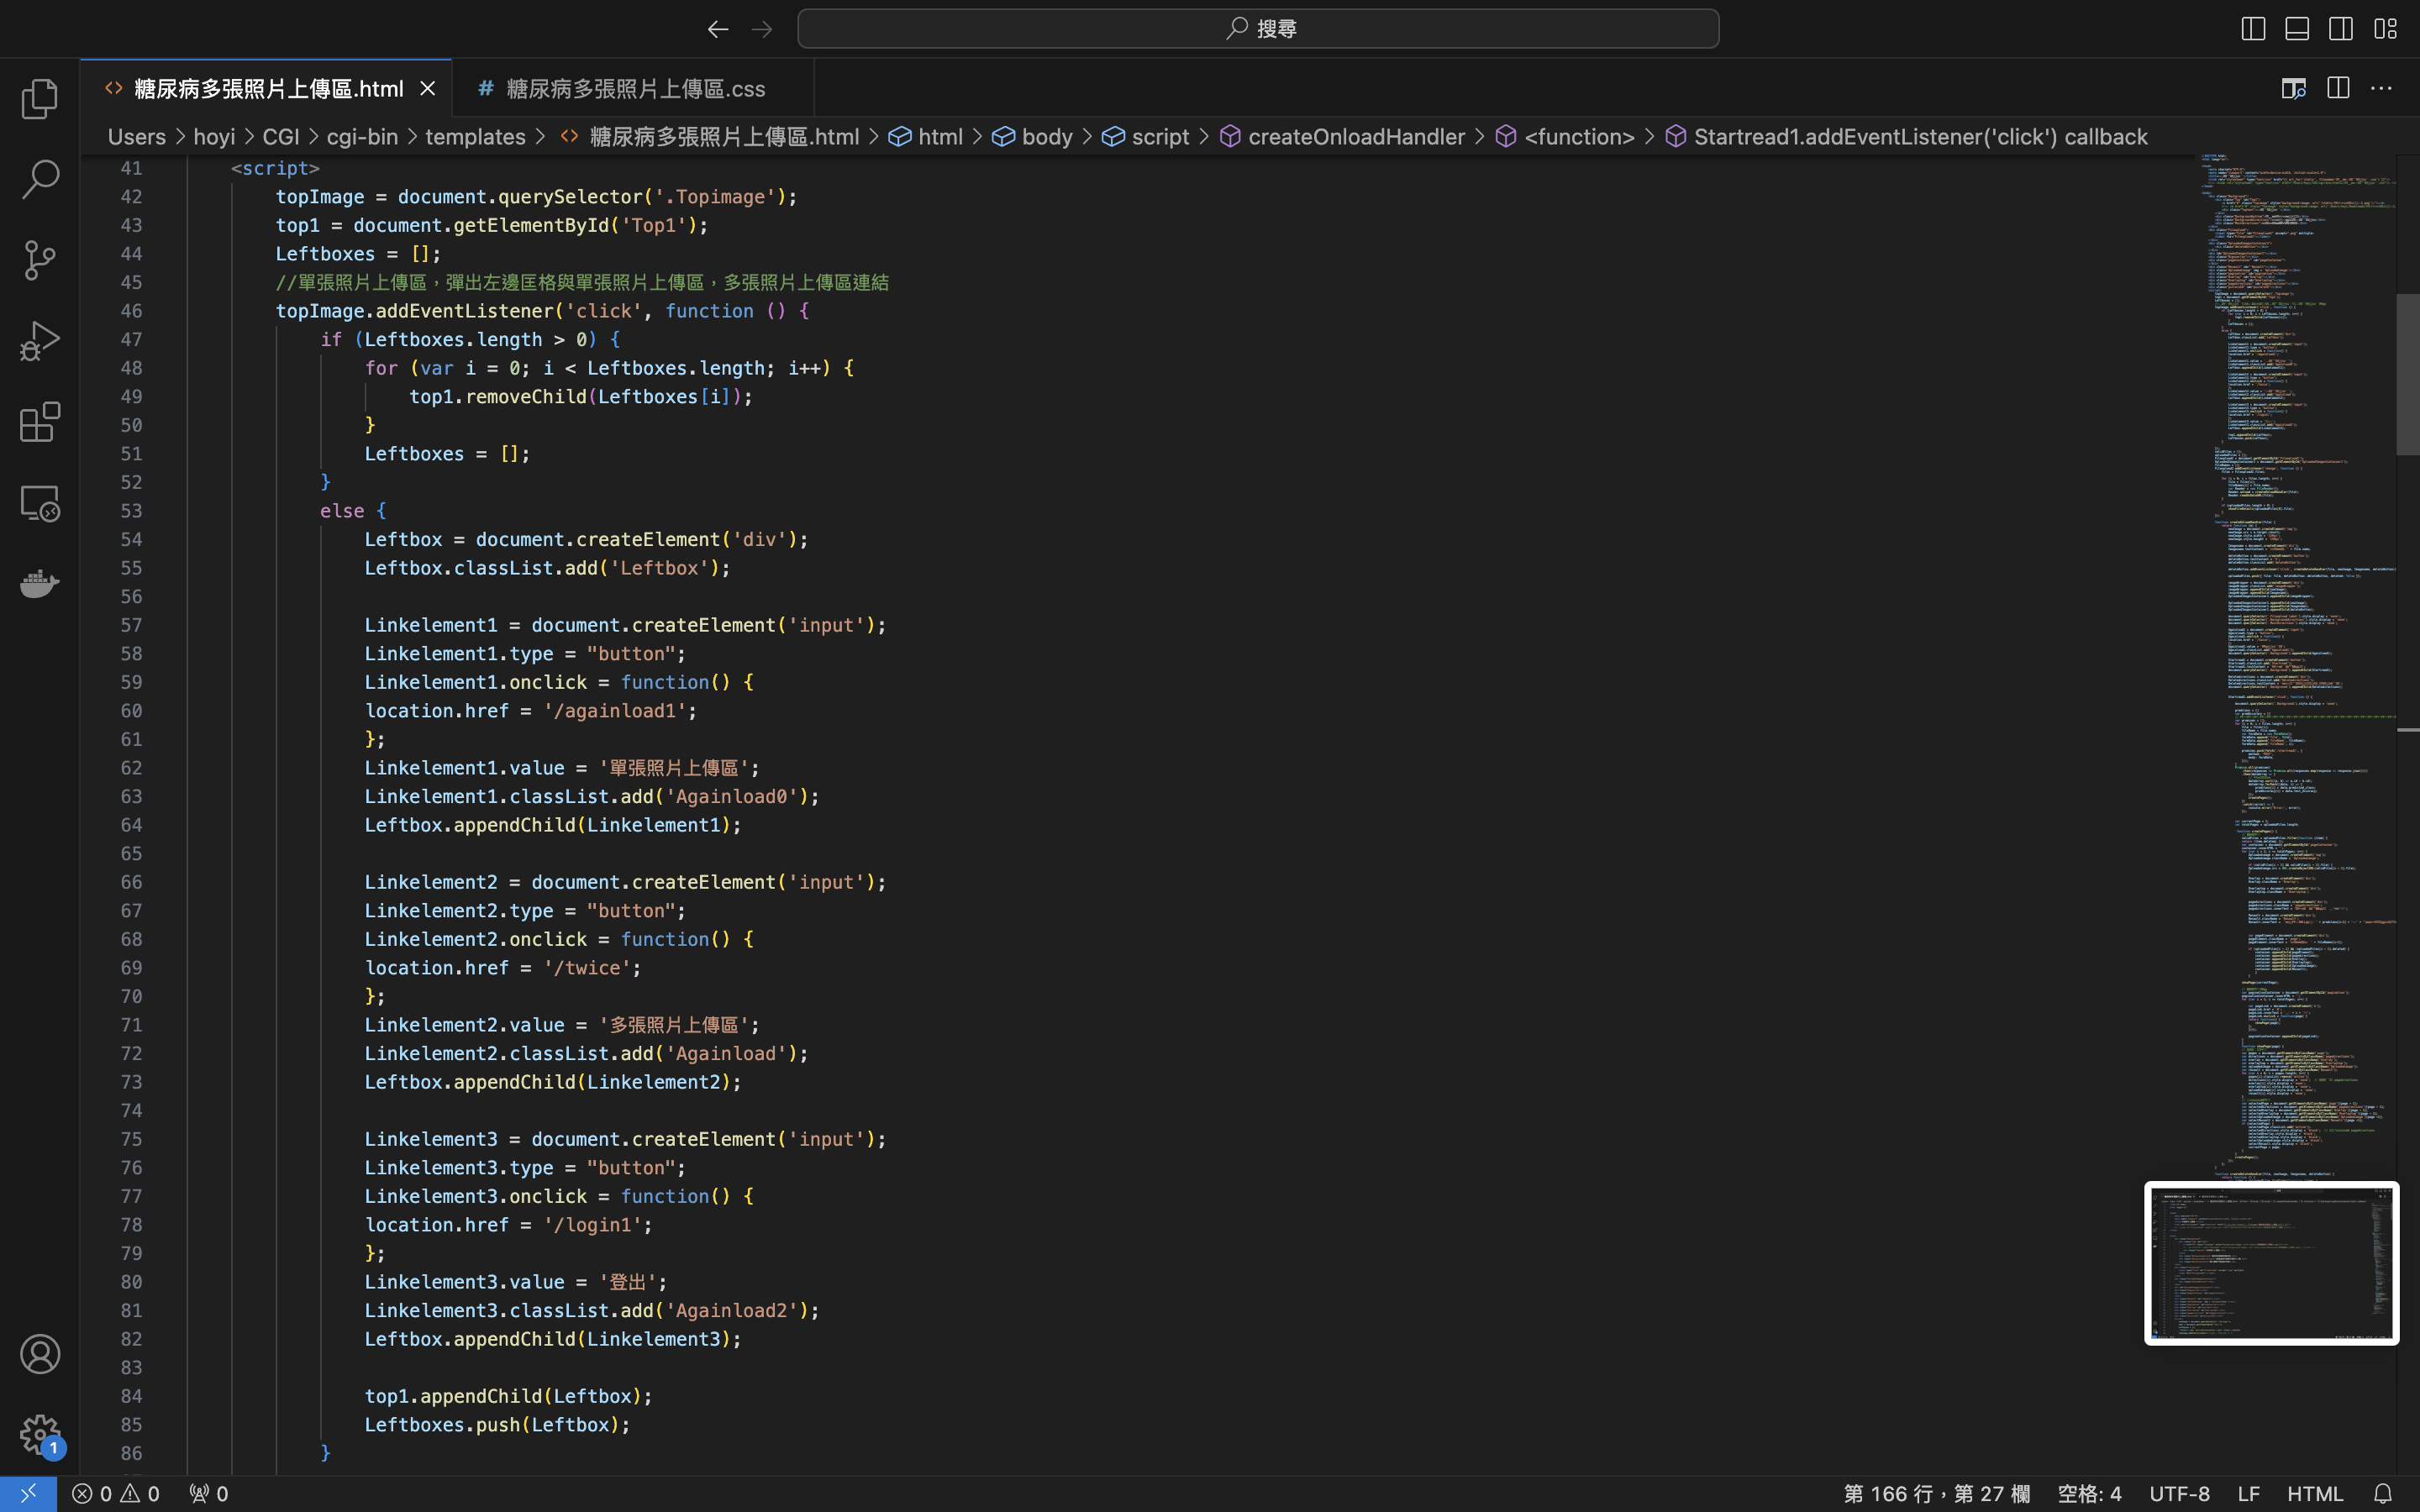 搜尋
糖尿病多張照片上傳區.html
# 糖尿病多張照片上傳區.css
Users > hoyi > CGI > cgi-bin > templates > 糖尿病多張照片上傳區.html > html > body > script > createOnloadHandler > <function> > Startread1.addEventListener('click') callback
41 <script>
42 topImage = document.querySelector('.Topimage');
43 top1 = document.getElementById('Top1');
44 Leftboxes = [];
45 //單張照片上傳區，彈出左邊匡格與單張照片上傳區，多張照片上傳區連結
46 topImage.addEventListener('click', function () {
47 if (Leftboxes.length > 0) {
48 for (var i = 0; i < Leftboxes.length; i++) {
49 top1.removeChild(Leftboxes[i]);
50 }
51 Leftboxes = [];
52 }
53 else {
54 Leftbox = document.createElement('div');
55 Leftbox.classList.add('Leftbox');
56
57 Linkelement1 = document.createElement('input');
58 Linkelement1.type = "button";
59 Linkelement1.onclick = function() {
60 location.href = '/againload1';
61 };
62 Linkelement1.value = '單張照片上傳區';
63 Linkelement1.classList.add('Againload0');
64 Leftbox.appendChild(Linkelement1);
65
66 Linkelement2 = document.createElement('input');
67 Linkelement2.type = "button";
68 Linkelement2.onclick = function() {
69 location.href = '/twice';
70 };
71 Linkelement2.value = '多張照片上傳區';
72 Linkelement2.classList.add('Againload');
73 Leftbox.appendChild(Linkelement2);
74
75 Linkelement3 = document.createElement('input');
76 Linkelement3.type = "button";
77 Linkelement3.onclick = function() {
78 location.href = '/login1';
79 };
80 Linkelement3.value = '登出';
81 Linkelement3.classList.add('Againload2');
82 Leftbox.appendChild(Linkelement3);
83
84 top1.appendChild(Leftbox);
85 Leftboxes.push(Leftbox);
86 }
1
0 0 0
第 166 行，第 27 欄 空格: 4 UTF-8 LF HTML